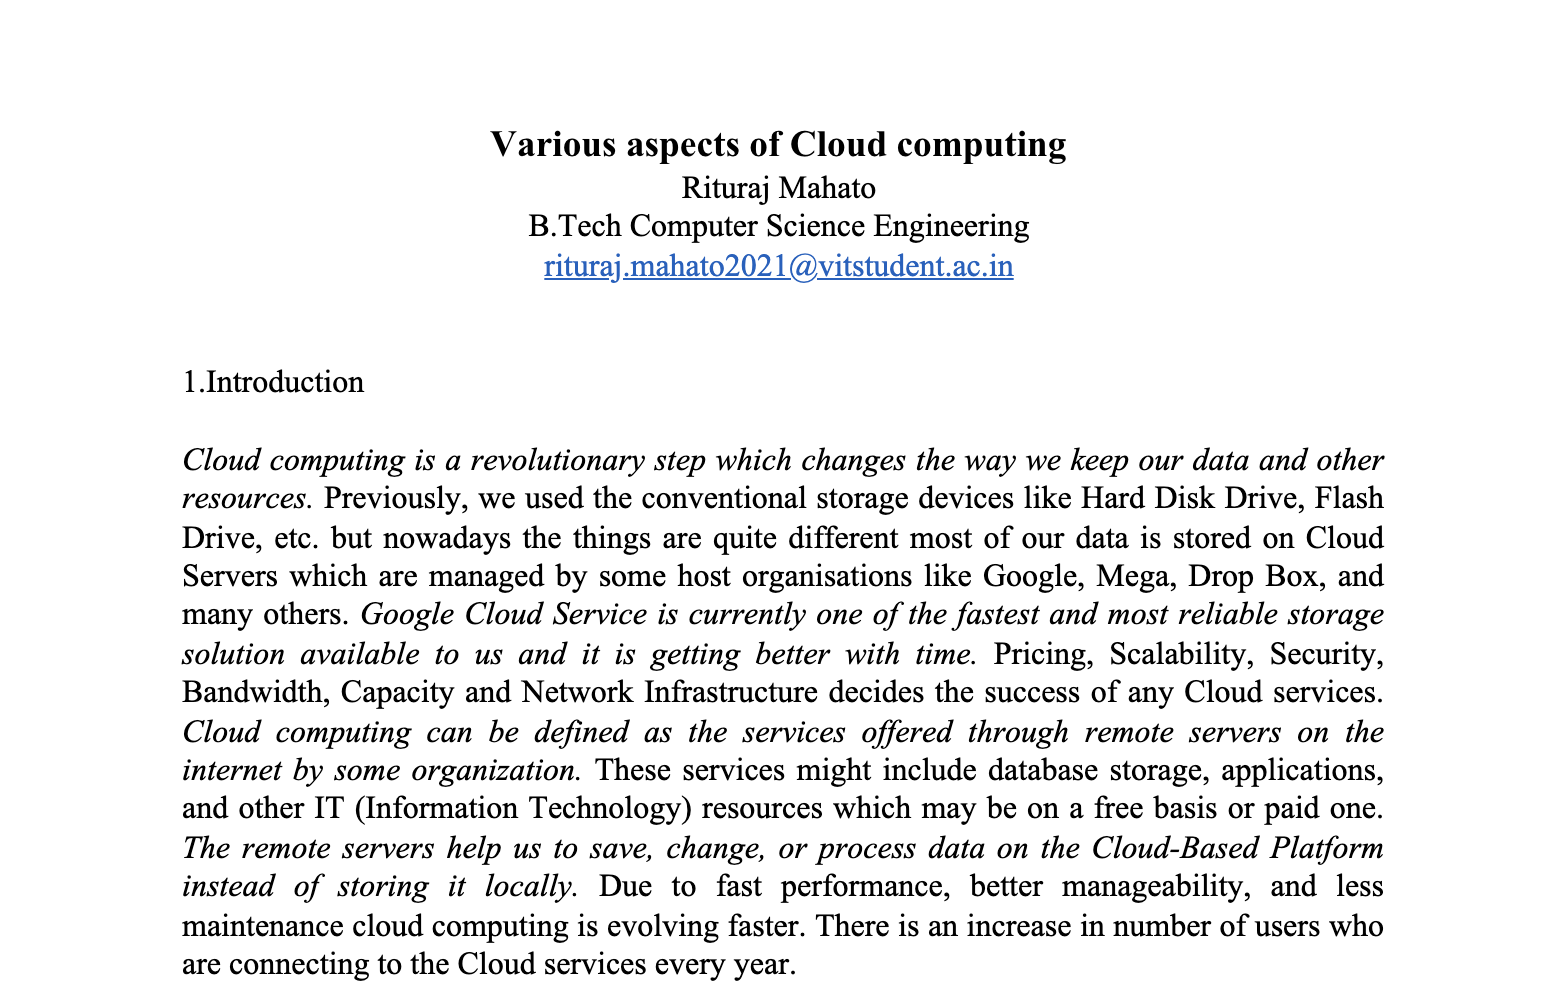 Various aspects of Cloud computing
Rituraj Mahato
B.Tech Computer Science Engineering
rituraj.mahato2021@vitstudent.ac.in
1.Introduction
Cloud computing is a revolutionary step which changes the way we keep our data and other
resources. Previously, we used the conventional storage devices like Hard Disk Drive, Flash
Drive, etc. but nowadays the things are quite different most of our data is stored on Cloud
Servers which are managed by some host organisations like Google, Mega, Drop Box, and
many others. Google Cloud Service is currently one of the fastest and most reliable storage
solution available to us and it is getting better with time. Pricing, Scalability, Security,
Bandwidth, Capacity and Network Infrastructure decides the success of any Cloud services.
Cloud computing can be defined as the services offered through remote servers on the
internet by some organization. These services might include database storage, applications,
and other IT (Information Technology) resources which may be on a free basis or paid one.
The remote servers help us to save, change, or process data on the Cloud-Based Platform
instead of storing it locally. Due to fast performance, better manageability, and less
maintenance cloud computing is evolving faster. There is an increase in number of users who
are connecting to the Cloud services every year.